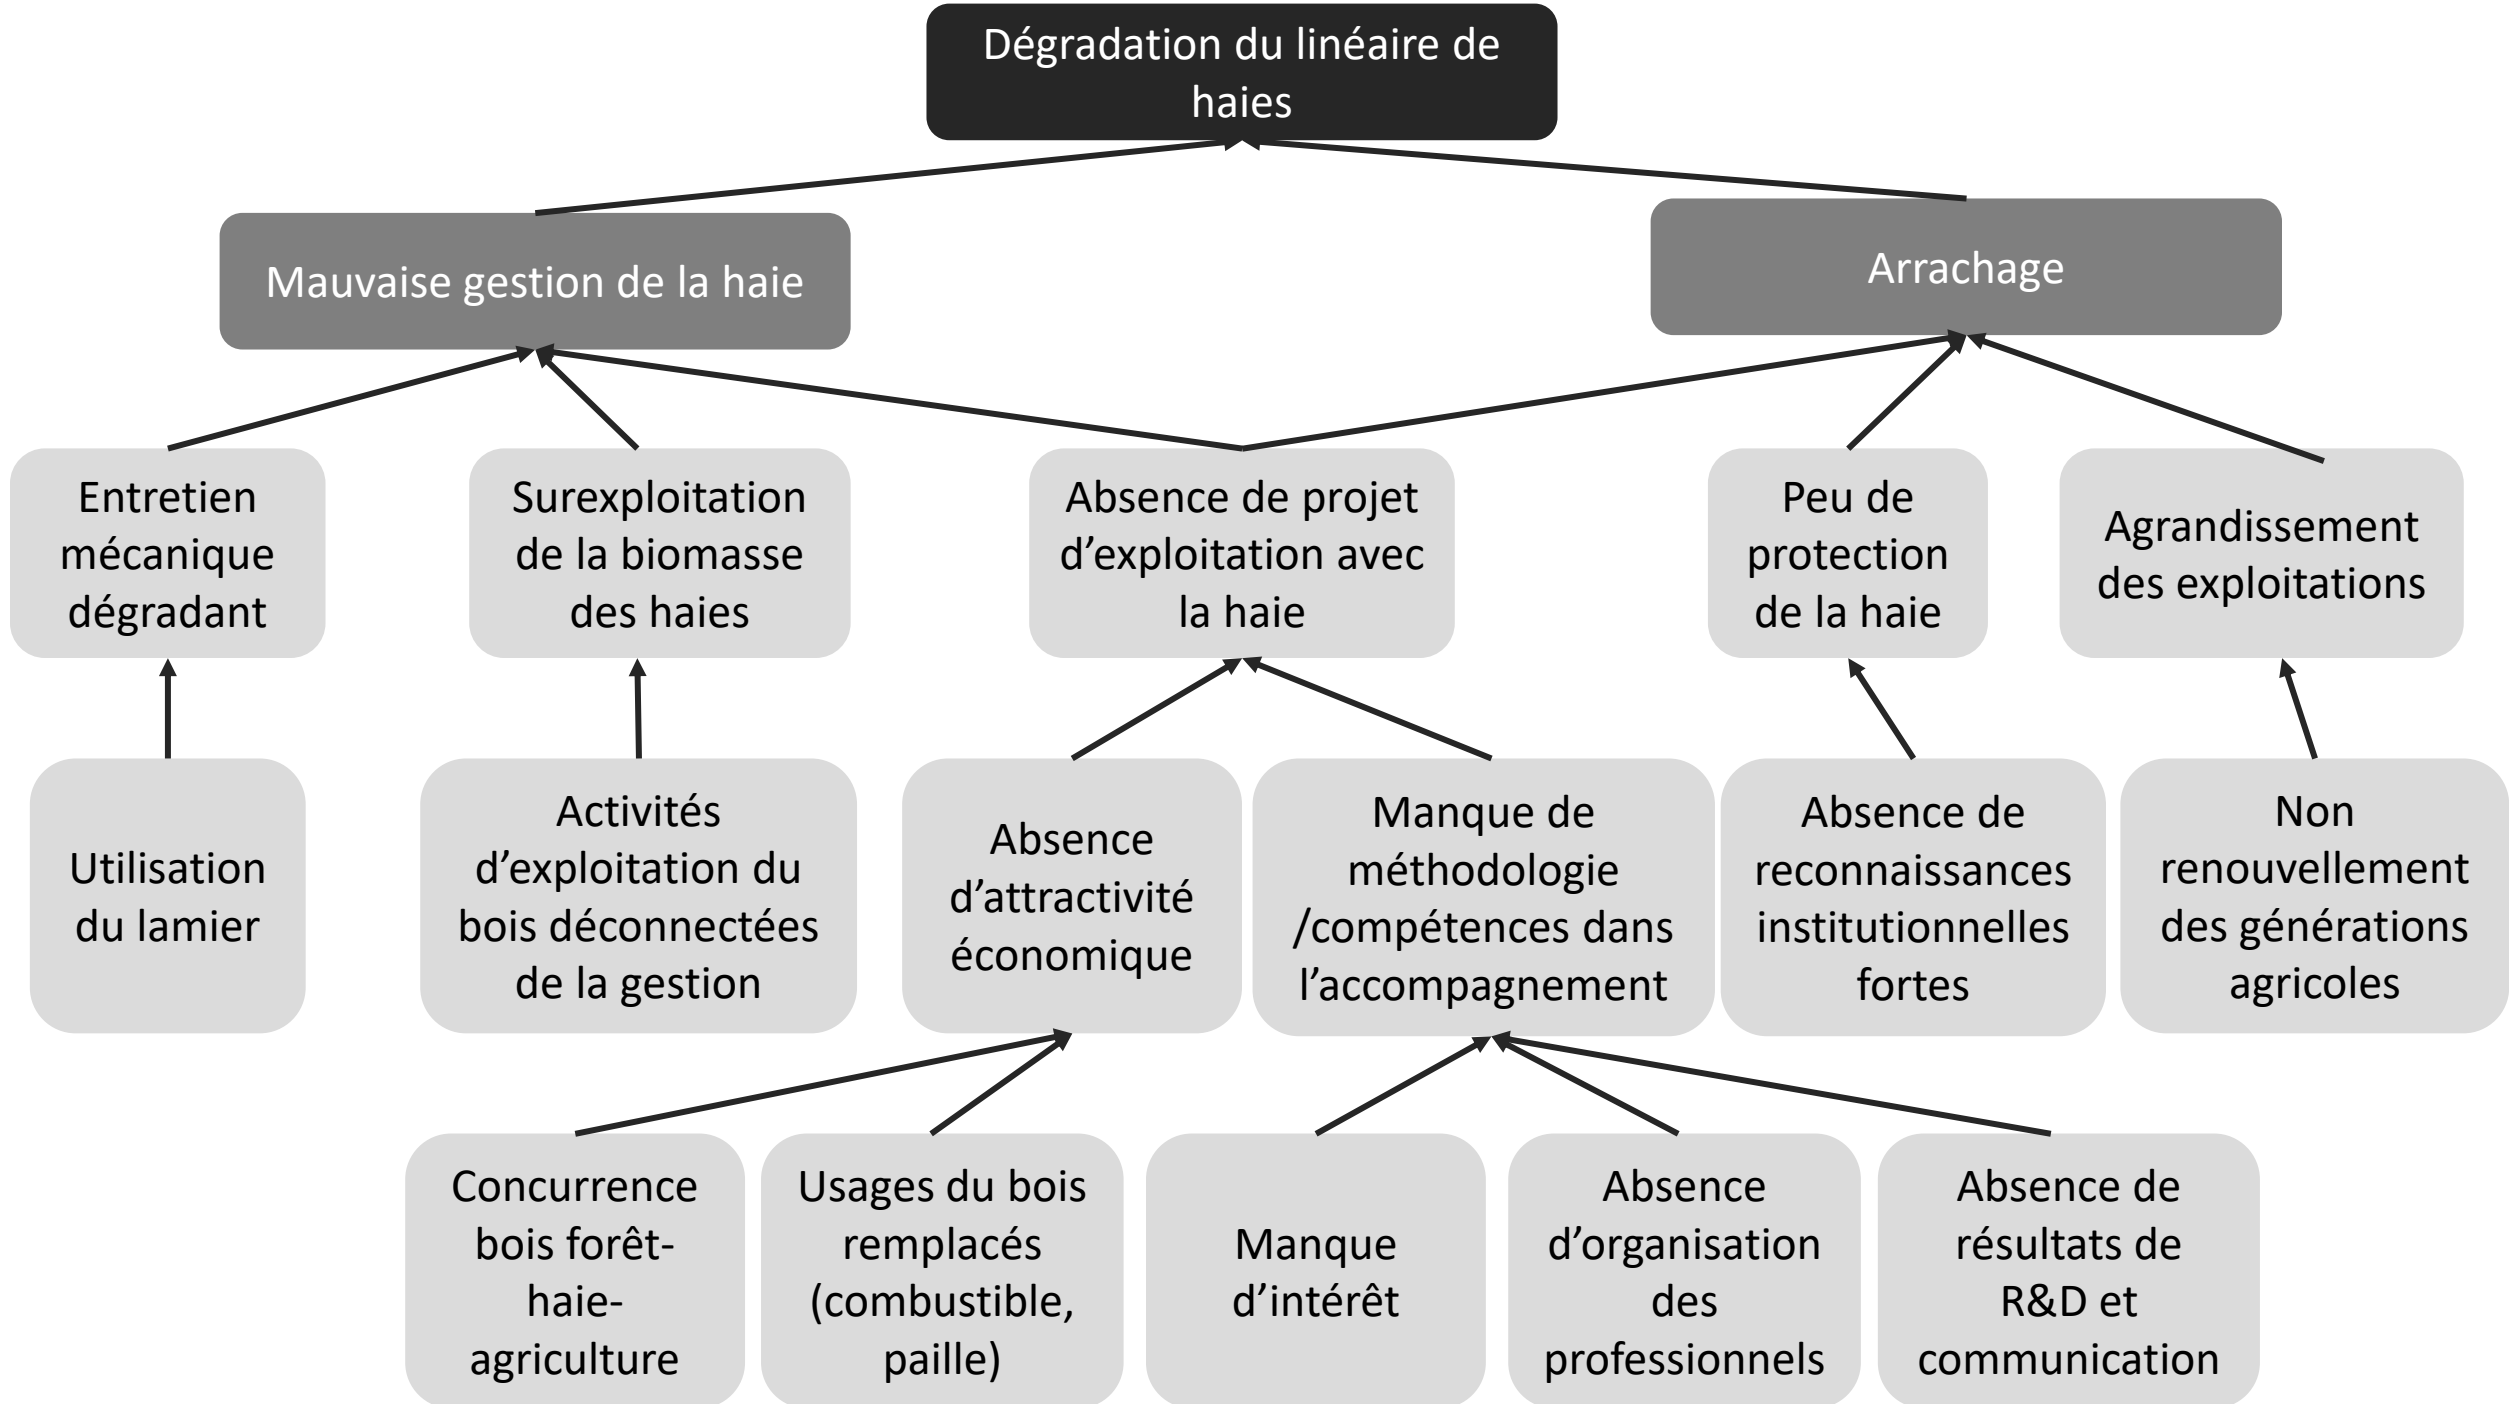 Dégradation du linéaire de
haies
Mauvaise gestion de la haie
Arrachage
Entretien
mécanique
dégradant
Surexploitation
de la biomasse
des haies
Absence de projet
d’exploitation avec
la haie
Peu de
protection
de la haie
Agrandissement
des exploitations
Utilisation
du lamier
Activités
d’exploitation du
bois déconnectées
de la gestion
Absence
d’attractivité
économique
Manque de
méthodologie
/compétences dans
l’accompagnement
Absence de
reconnaissances
institutionnelles
fortes
Non
renouvellement
des générations
agricoles
Concurrence
bois forêt-
haie-
agriculture
Usages du bois
remplacés
(combustible,
paille)
Manque
d’intérêt
Absence
d’organisation
des
professionnels
Absence de
résultats de
R&D et
communication